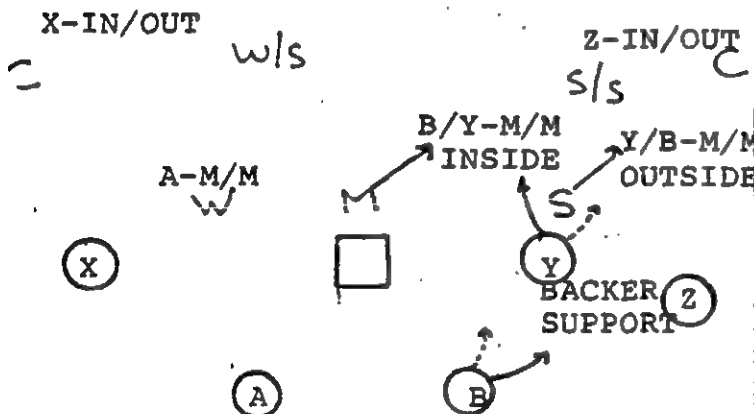 X-IN/OUT
W/S
Z-IN/OUT
C
C
S/S
B/Y-M/M
INSIDE
Y/B-M/M
OUTSIDE
A-M/M
W
M
S
X
Y
BACKER
SUPPORT
Z
A
B